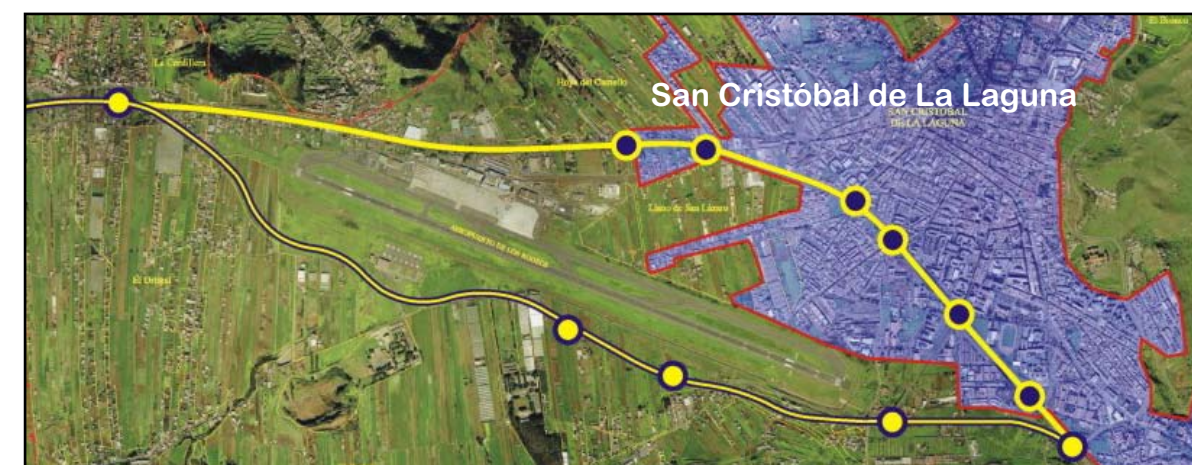 El Bronco
La Cordillera
Hoya del Camello
San Cristóbal de La Laguna
SAN CRISTOBAL
DE LA LAGUNA
Llano de San Lázaro
AEROPUERTO DE LOS RODEOS
El Ortigal